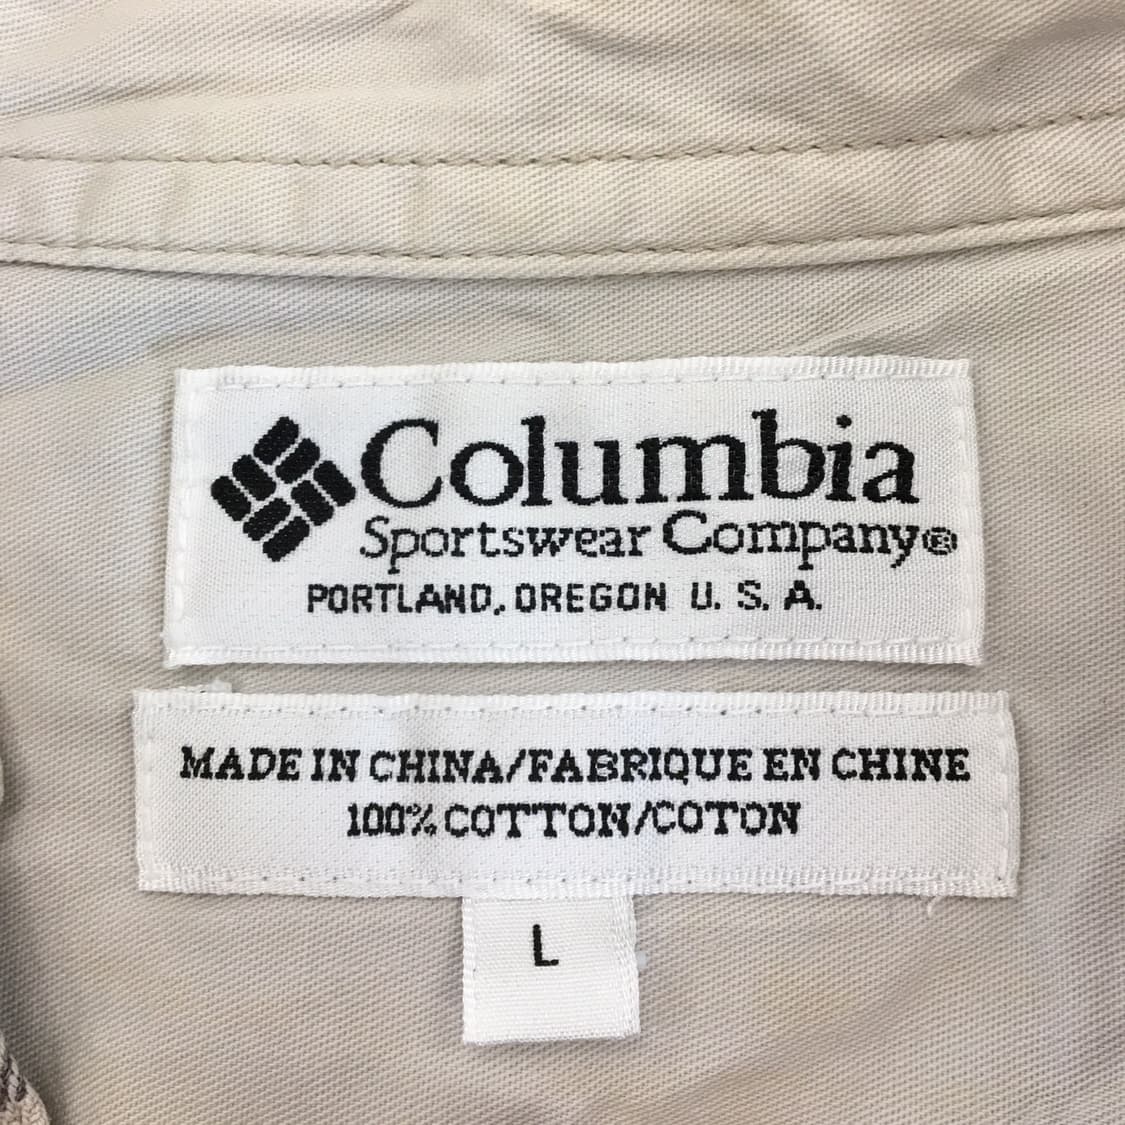 Columbia
Sportswear Company®
PORTLAND, OREGON U. S. A.
MADE IN CHINA/FABRIQUE EN CHINE
100% COTTON/COTON
L